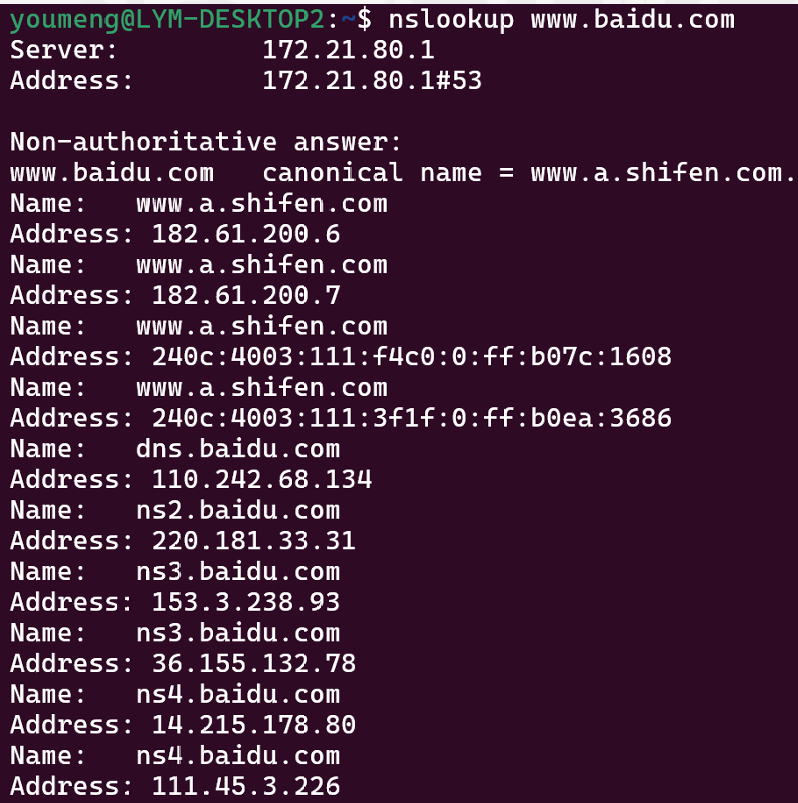 youmeng@LYM-DESKTOP2:~$ nslookup www.baidu.com
Server:         172.21.80.1
Address:        172.21.80.1#53

Non-authoritative answer:
www.baidu.com   canonical name = www.a.shifen.com.
Name:   www.a.shifen.com
Address: 182.61.200.6
Name:   www.a.shifen.com
Address: 182.61.200.7
Name:   www.a.shifen.com
Address: 240c:4003:111:f4c0:0:ff:b07c:1608
Name:   www.a.shifen.com
Address: 240c:4003:111:3f1f:0:ff:b0ea:3686
Name:   dns.baidu.com
Address: 110.242.68.134
Name:   ns2.baidu.com
Address: 220.181.33.31
Name:   ns3.baidu.com
Address: 153.3.238.93
Name:   ns3.baidu.com
Address: 36.155.132.78
Name:   ns4.baidu.com
Address: 14.215.178.80
Name:   ns4.baidu.com
Address: 111.45.3.226